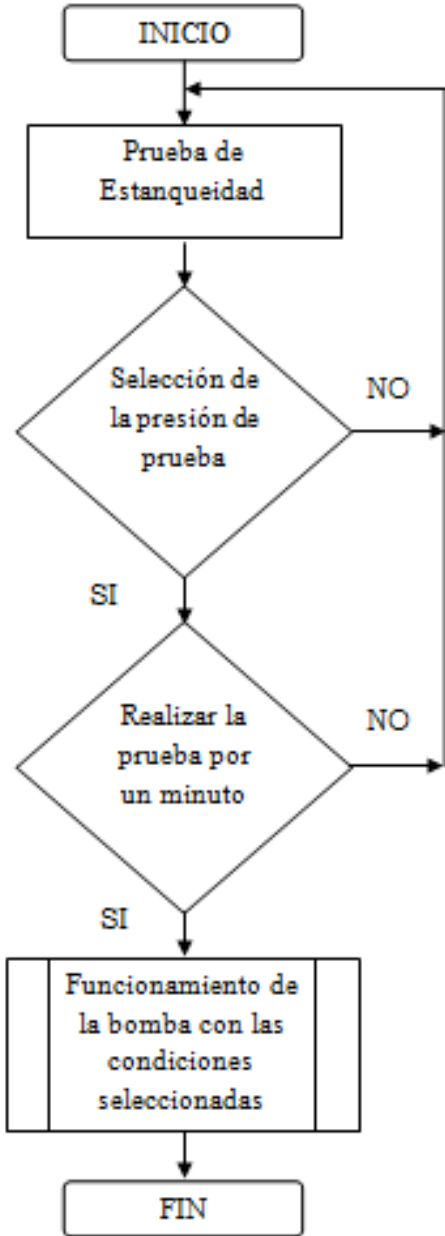 INICIO
Prueba de
Estanqueidad
Selección de
la presión de
prueba
NO
SI
Realizar la
prueba por
un minuto
NO
SI
Funcionamiento de
la bomba con las
condiciones
seleccionadas
FIN